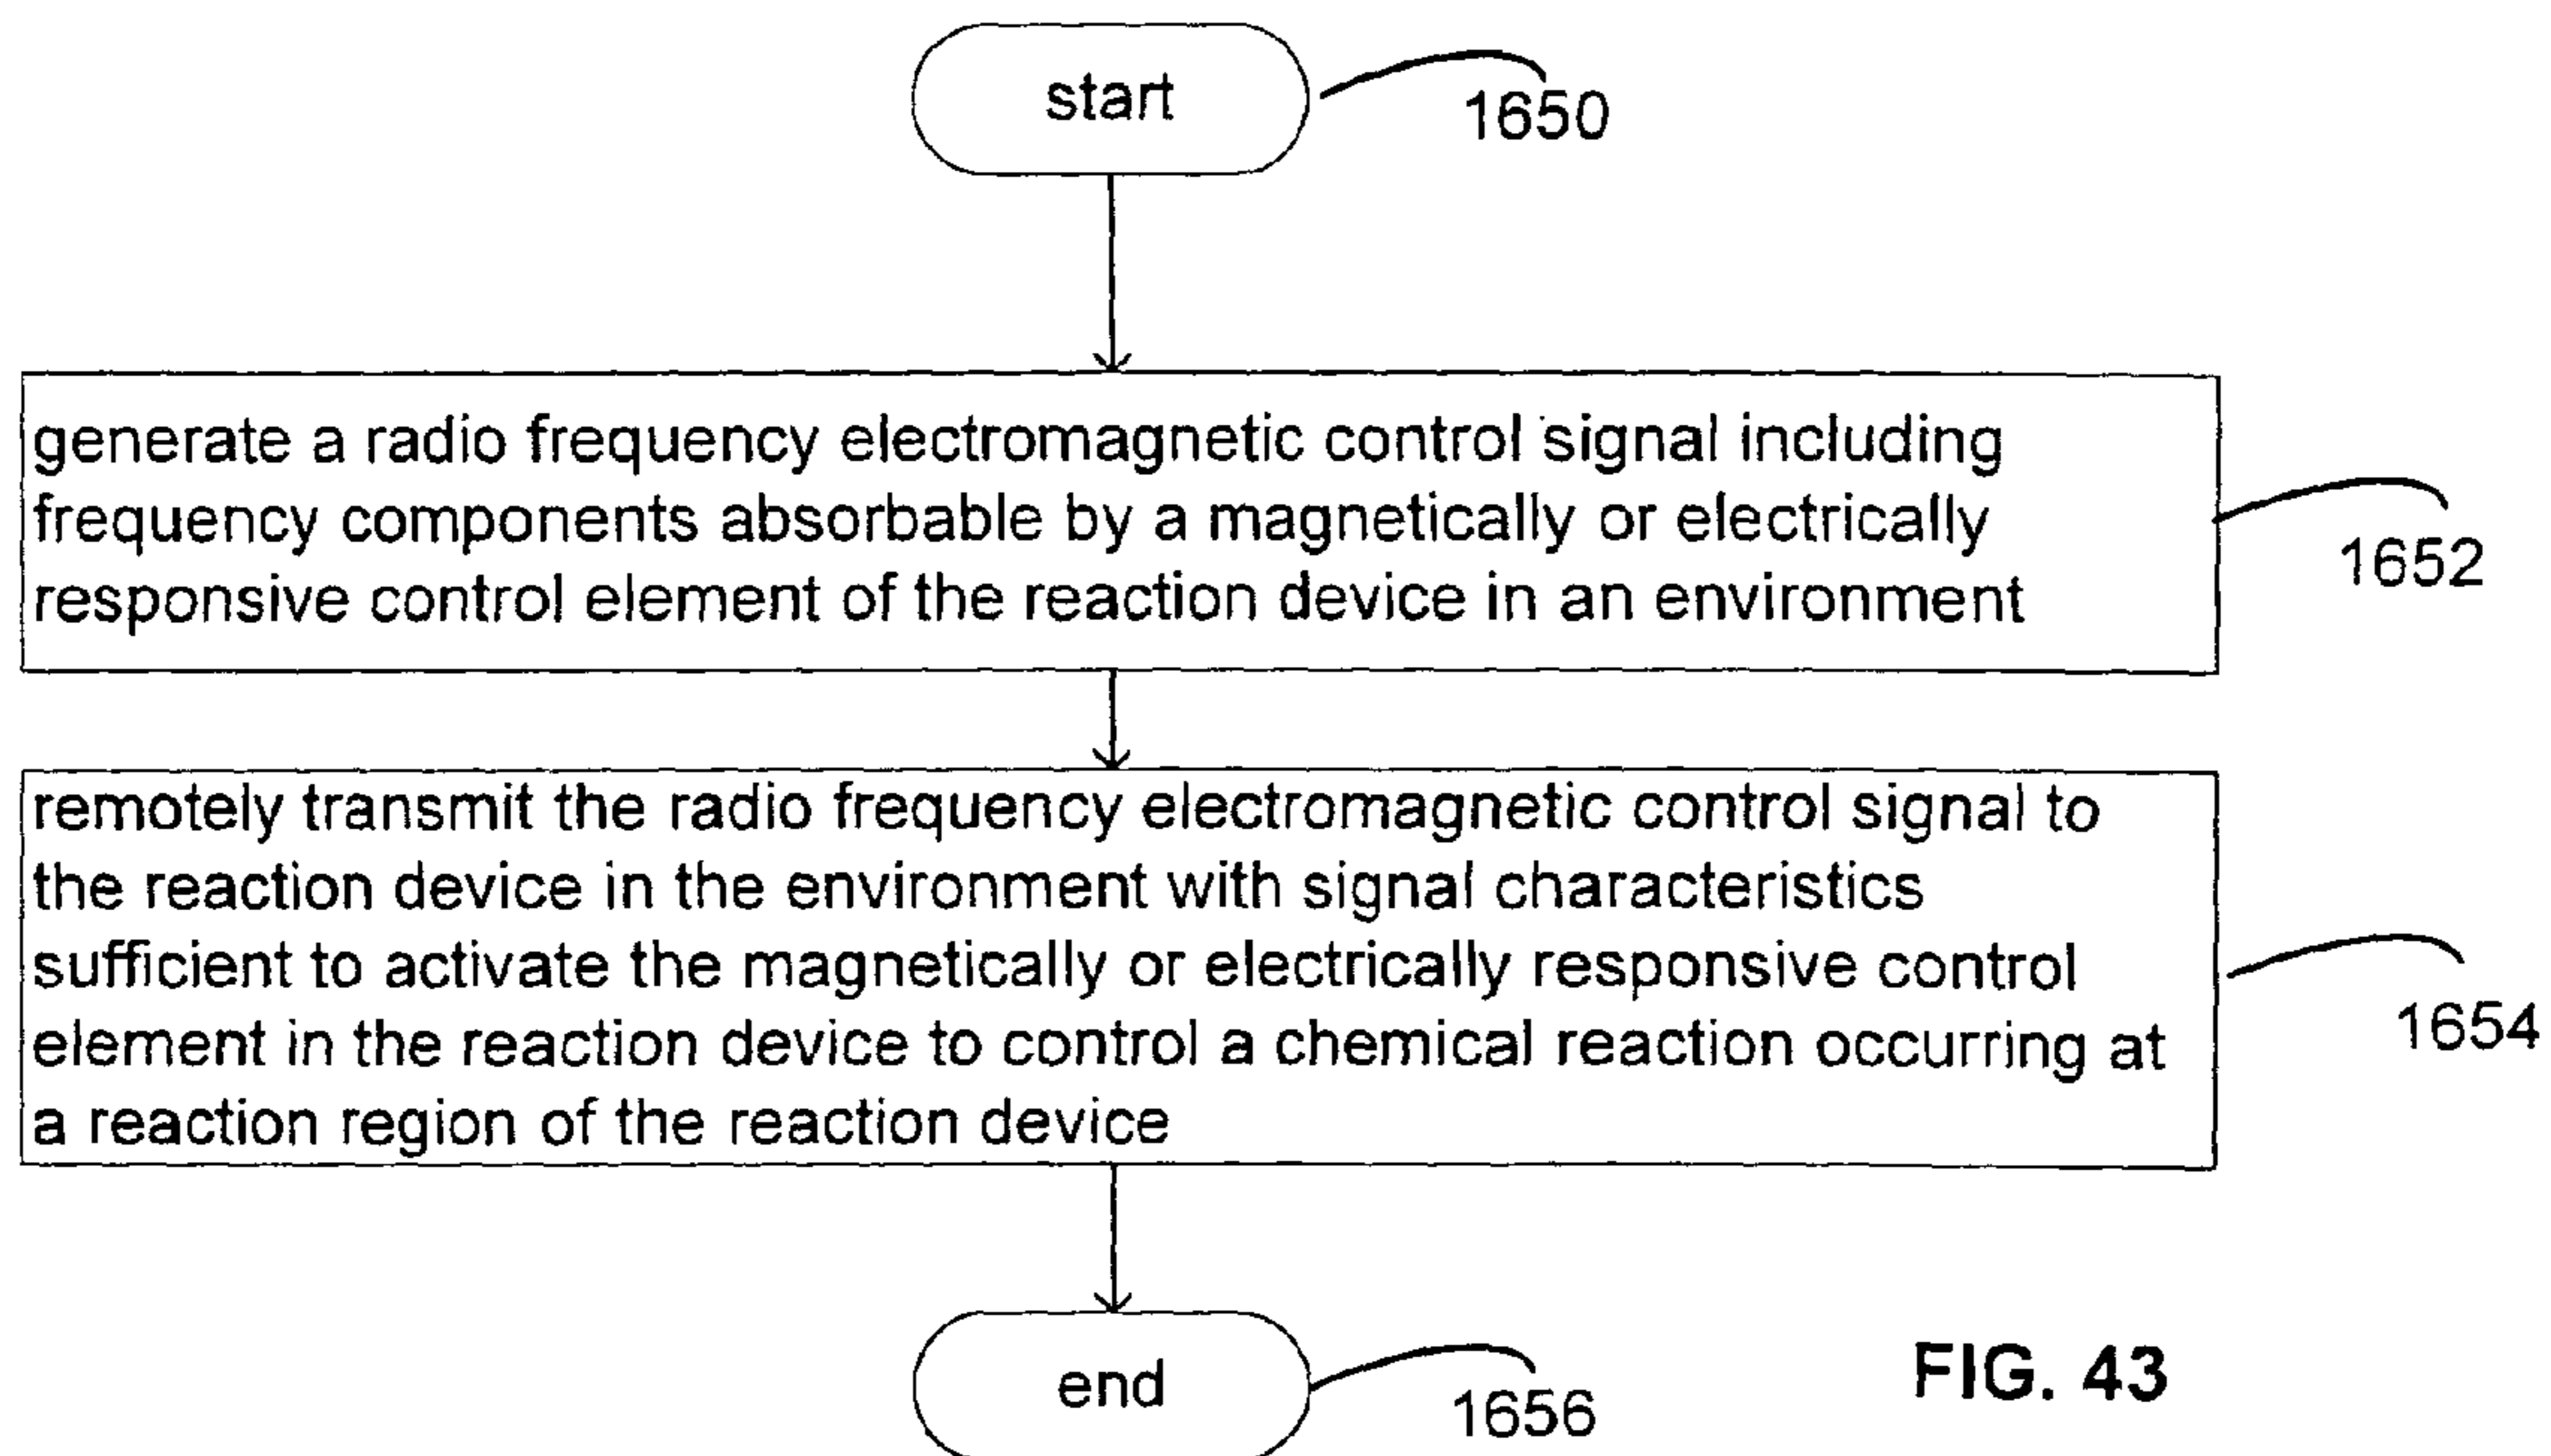 start
1650
generate a radio frequency electromagnetic control signal including
frequency components absorbable by a magnetically or electrically
responsive control element of the reaction device in an environment
1652
remotely transmit the radio frequency electromagnetic control signal to
the reaction device in the environment with signal characteristics
sufficient to activate the magnetically or electrically responsive control
element in the reaction device to control a chemical reaction occurring at
a reaction region of the reaction device
1654
end
1656
FIG. 43